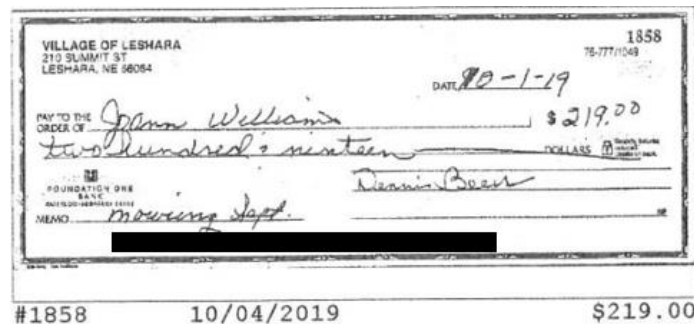 VILLAGE OF LESHARA 1858
210 SUMMIT ST 76-777/1049
LESHARA, NE 68064
DATE 10-1-19
PAY TO THE
ORDER OF Joann Williams $ 219.00
two hundred & nineteen DOLLARS
FOUNDATION ONE
BANK
Dennis Boer
MEMO mowing Sept.
#1858 10/04/2019 $219.00